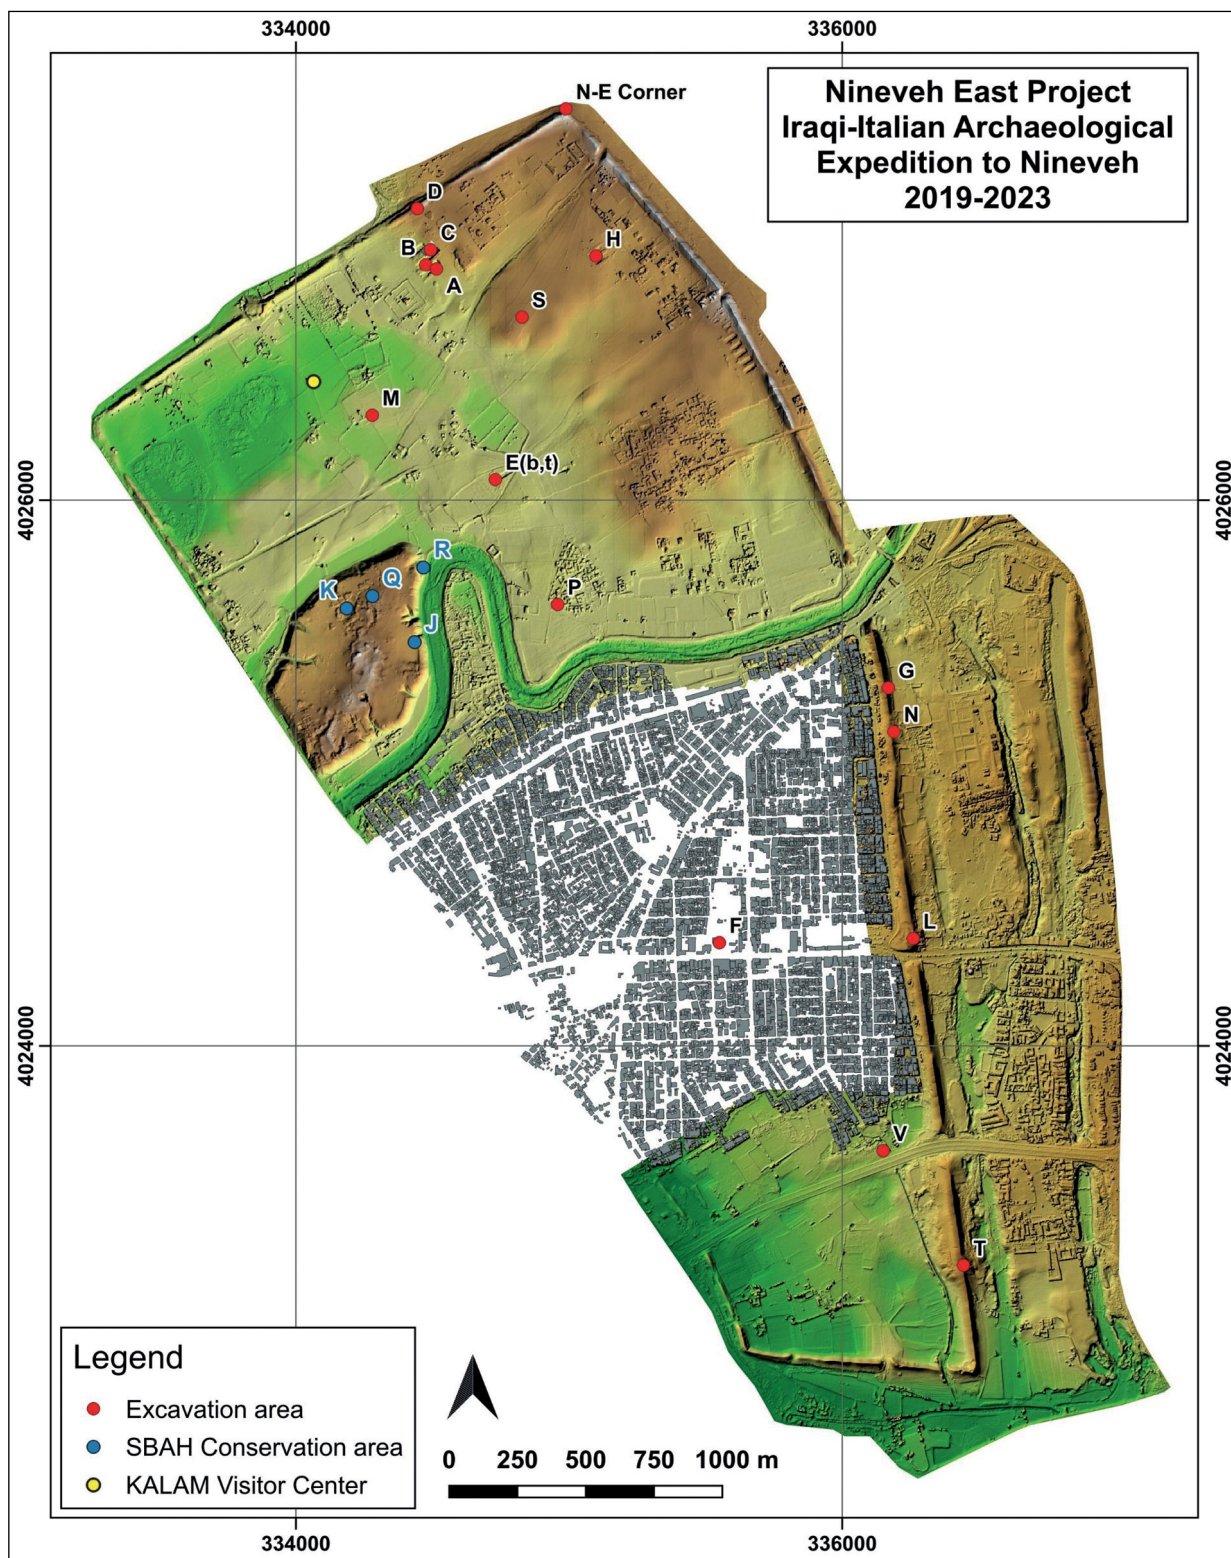 334000
336000
Nineveh East Project
Iraqi-Italian Archaeological
Expedition to Nineveh
2019-2023
N-E Corner
D
C
B
H
A
S
M
E(b,t)
4026000
4026000
R
Q
K
P
J
G
N
L
F
4024000
4024000
V
T
Legend
Excavation area
SBAH Conservation area
KALAM Visitor Center
0 250 500 750 1000 m
334000
336000